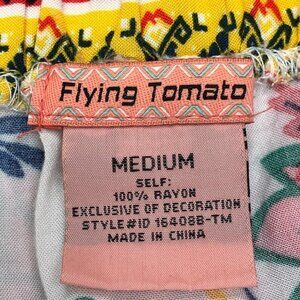 Flying Tomato
MEDIUM
SELF:
100% RAYON
EXCLUSIVE OF DECORATION
STYLE#ID 16408B-TM
MADE IN CHINA